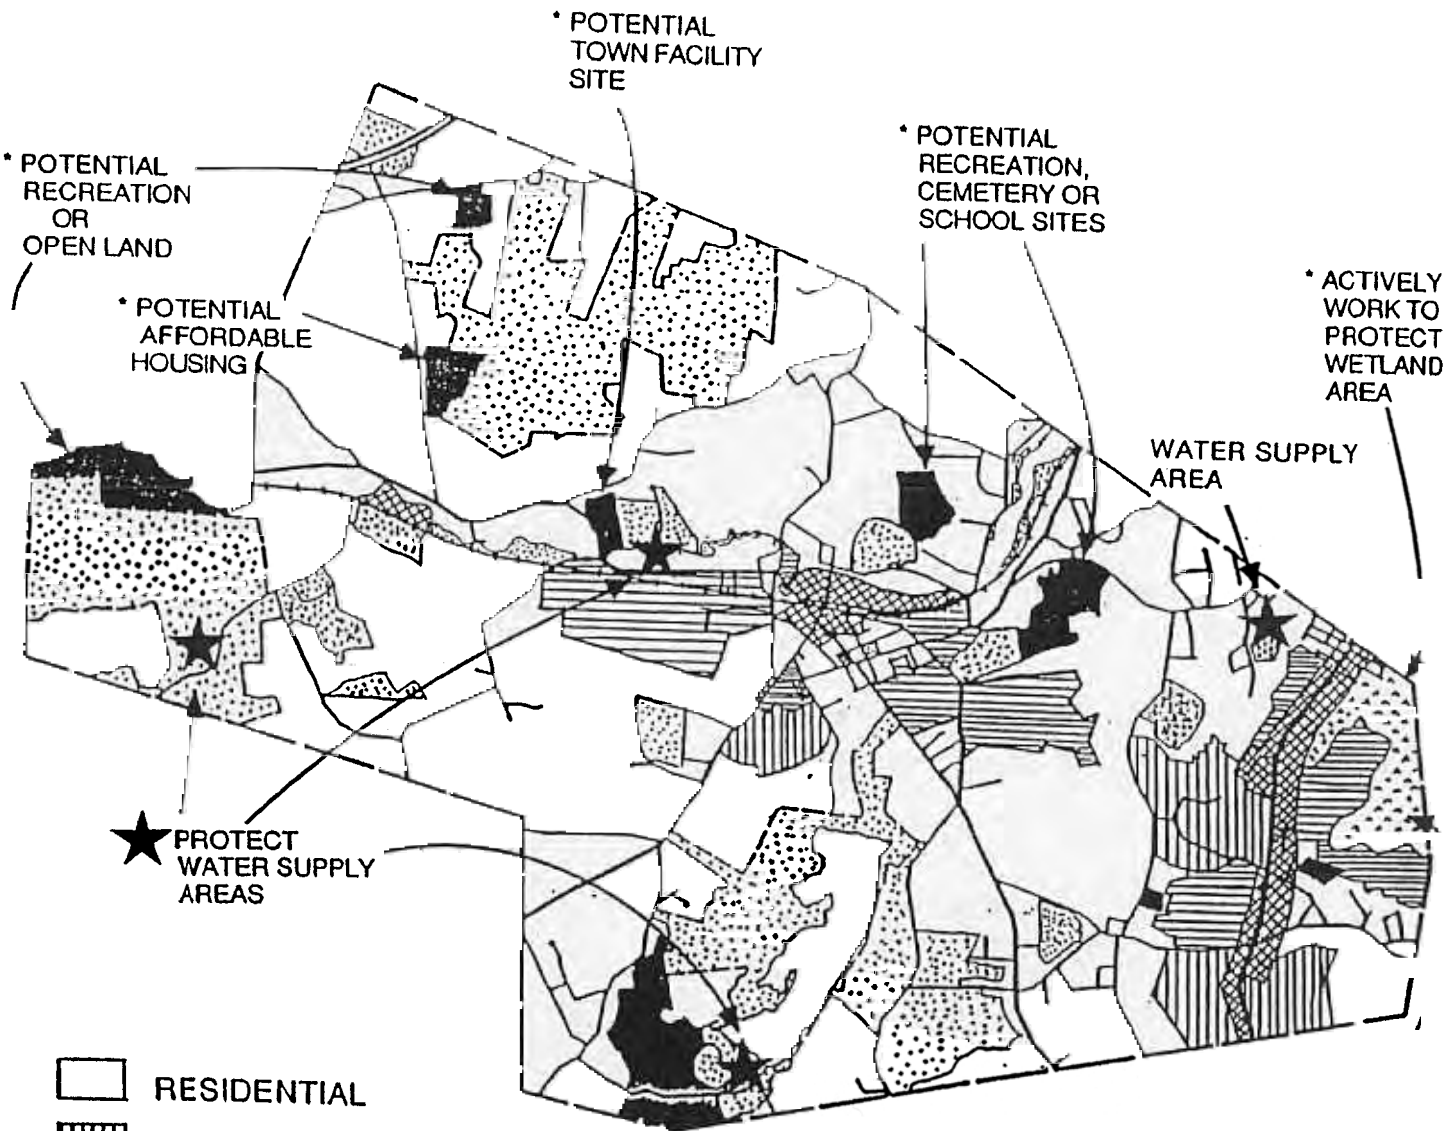 * POTENTIAL
TOWN FACILITY
SITE
* POTENTIAL
RECREATION
OR
OPEN LAND
* POTENTIAL
RECREATION,
CEMETERY OR
SCHOOL SITES
* POTENTIAL
AFFORDABLE
HOUSING
* ACTIVELY
WORK TO
PROTECT
WETLAND
AREA
WATER SUPPLY
AREA
PROTECT
WATER SUPPLY
AREAS
RESIDENTIAL